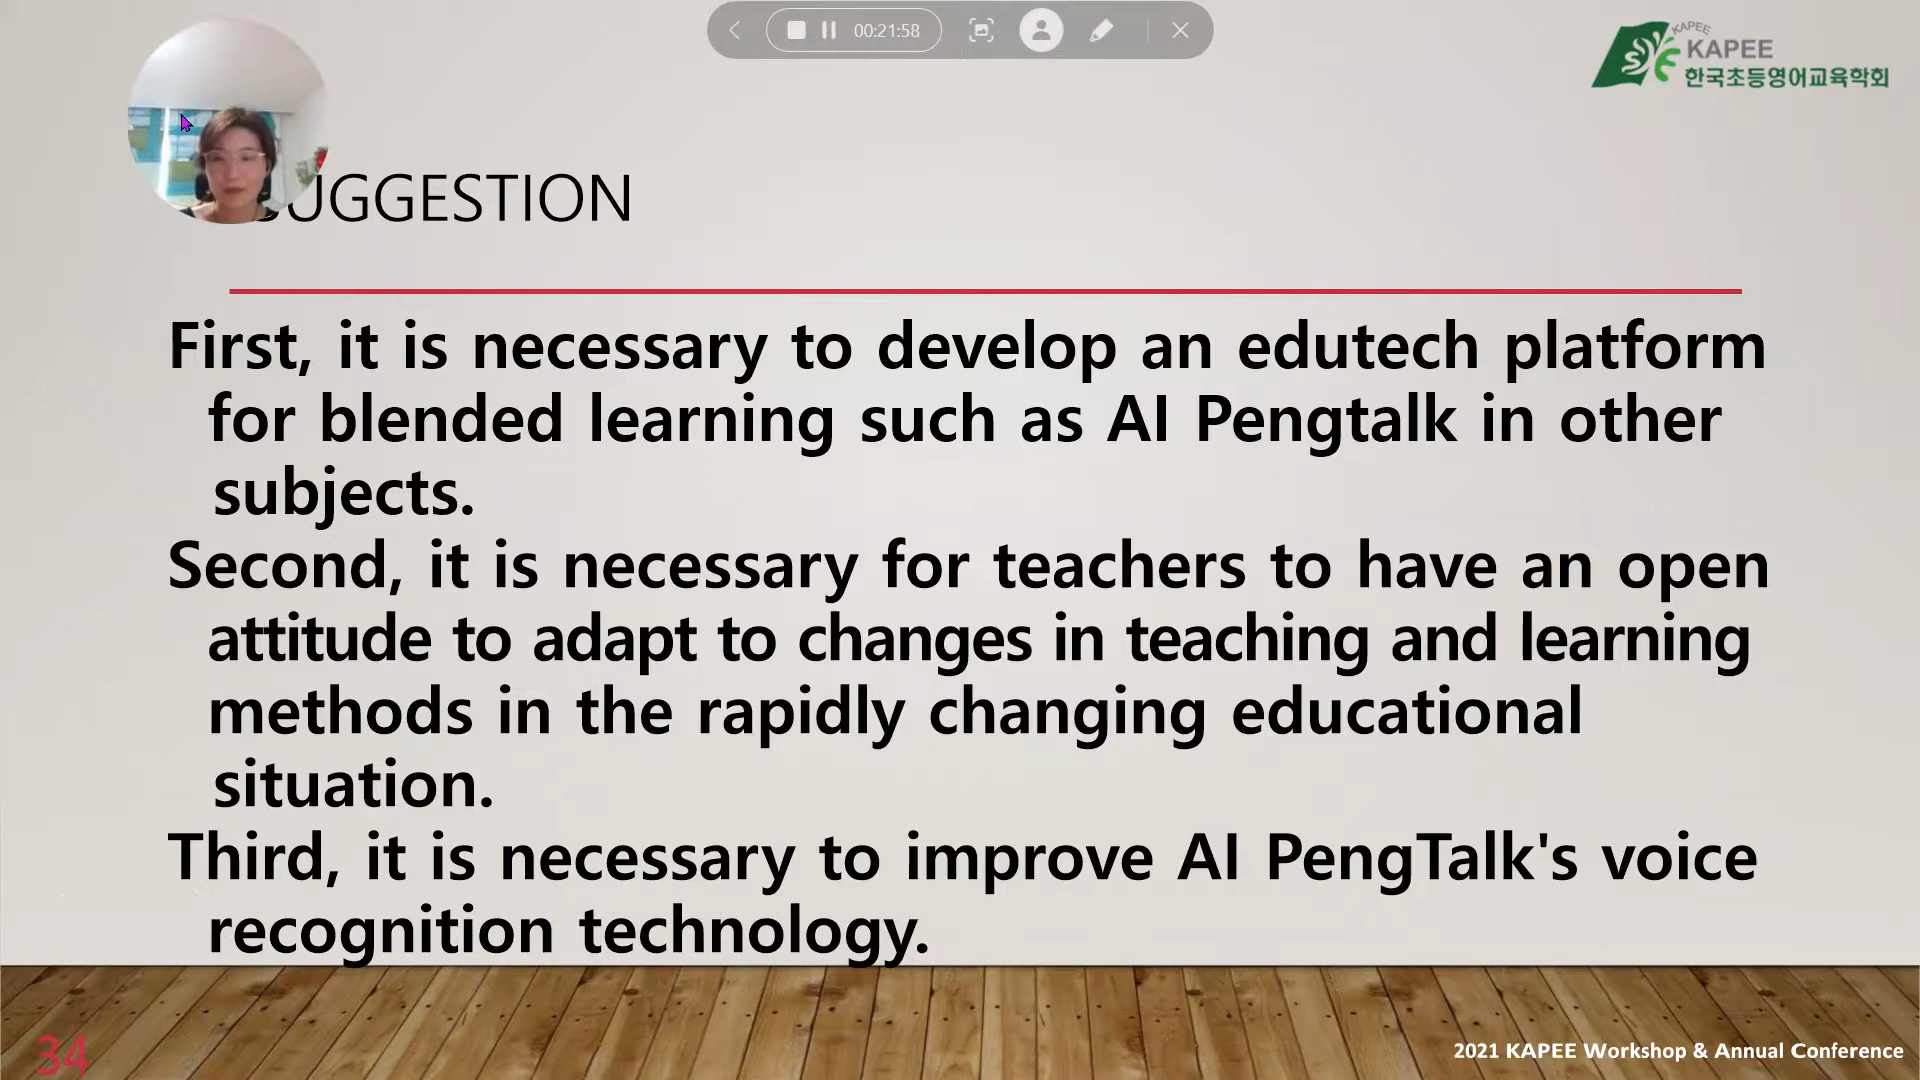 00:21:58
KAPEE
KAPEE
한국초등영어교육학회
SUGGESTION
First, it is necessary to develop an edutech platform
for blended learning such as AI Pengtalk in other
subjects.
Second, it is necessary for teachers to have an open
attitude to adapt to changes in teaching and learning
methods in the rapidly changing educational
situation.
Third, it is necessary to improve AI PengTalk's voice
recognition technology.
34
2021 KAPEE Workshop & Annual Conference